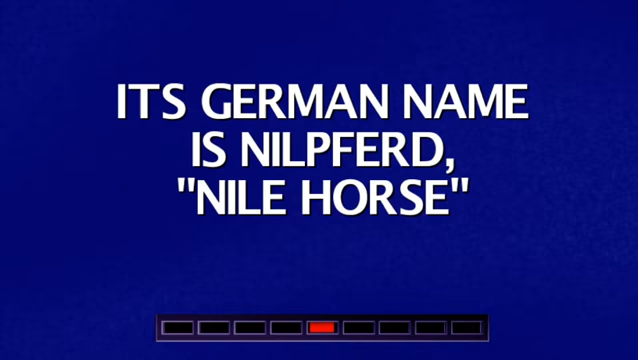 ITS GERMAN NAME
IS NILPFERD,
"NILE HORSE"